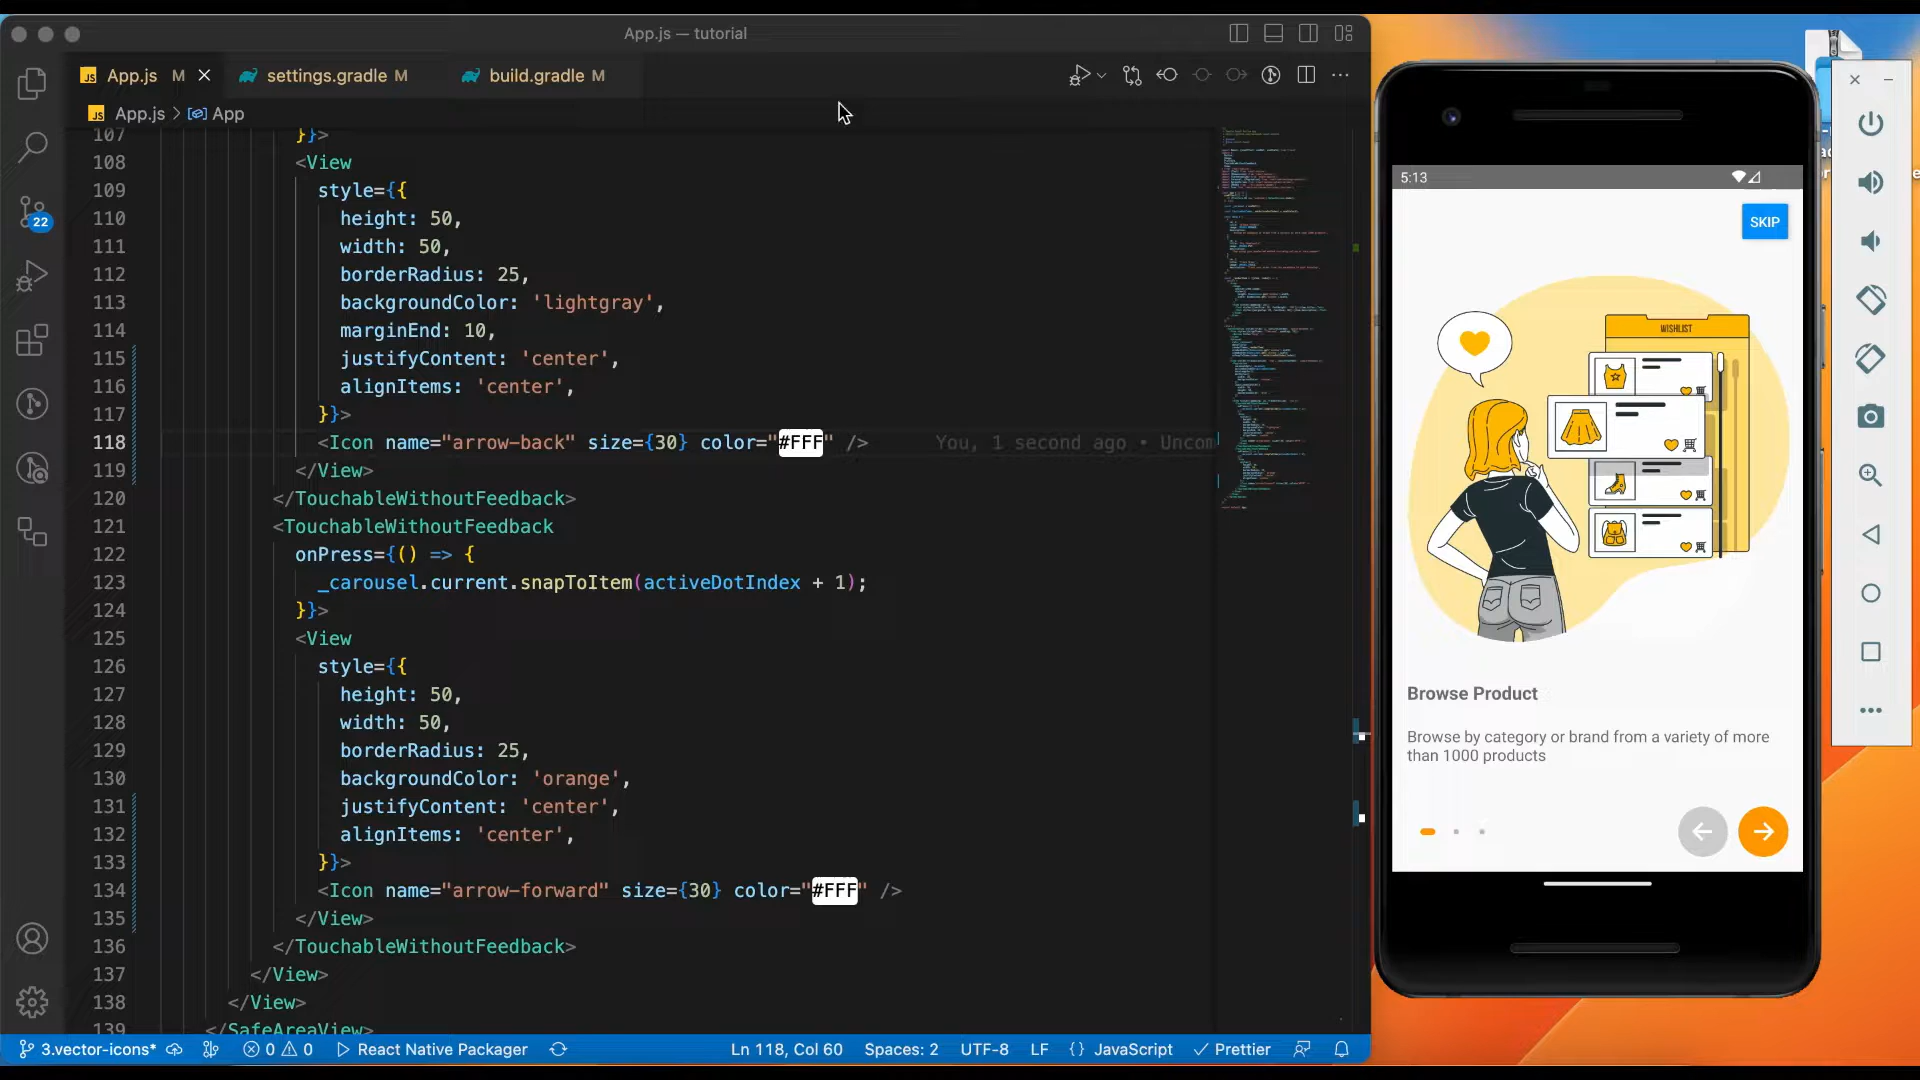 App.js — tutorial
App.js M
settings.gradle M
build.gradle M
App.js > App
107 }}>
108 <View
109 style={{
110 height: 50,
111 width: 50,
112 borderRadius: 25,
113 backgroundColor: 'lightgray',
114 marginEnd: 10,
115 justifyContent: 'center',
116 alignItems: 'center',
117 }}>
118 <Icon name="arrow-back" size={30} color="#FFF" /> You, 1 second ago • Uncom
119 </View>
120 </TouchableWithoutFeedback>
121 <TouchableWithoutFeedback
122 onPress={() => {
123 _carousel.current.snapToItem(activeDotIndex + 1);
124 }}>
125 <View
126 style={{
127 height: 50,
128 width: 50,
129 borderRadius: 25,
130 backgroundColor: 'orange',
131 justifyContent: 'center',
132 alignItems: 'center',
133 }}>
134 <Icon name="arrow-forward" size={30} color="#FFF" />
135 </View>
136 </TouchableWithoutFeedback>
137 </View>
138 </View>
139 </SafeAreaView>
22
3.vector-icons* 0 0 React Native Packager Ln 118, Col 60 Spaces: 2 UTF-8 LF {} JavaScript Prettier
5:13
SKIP
WISHLIST
Browse Product
Browse by category or brand from a variety of more
than 1000 products